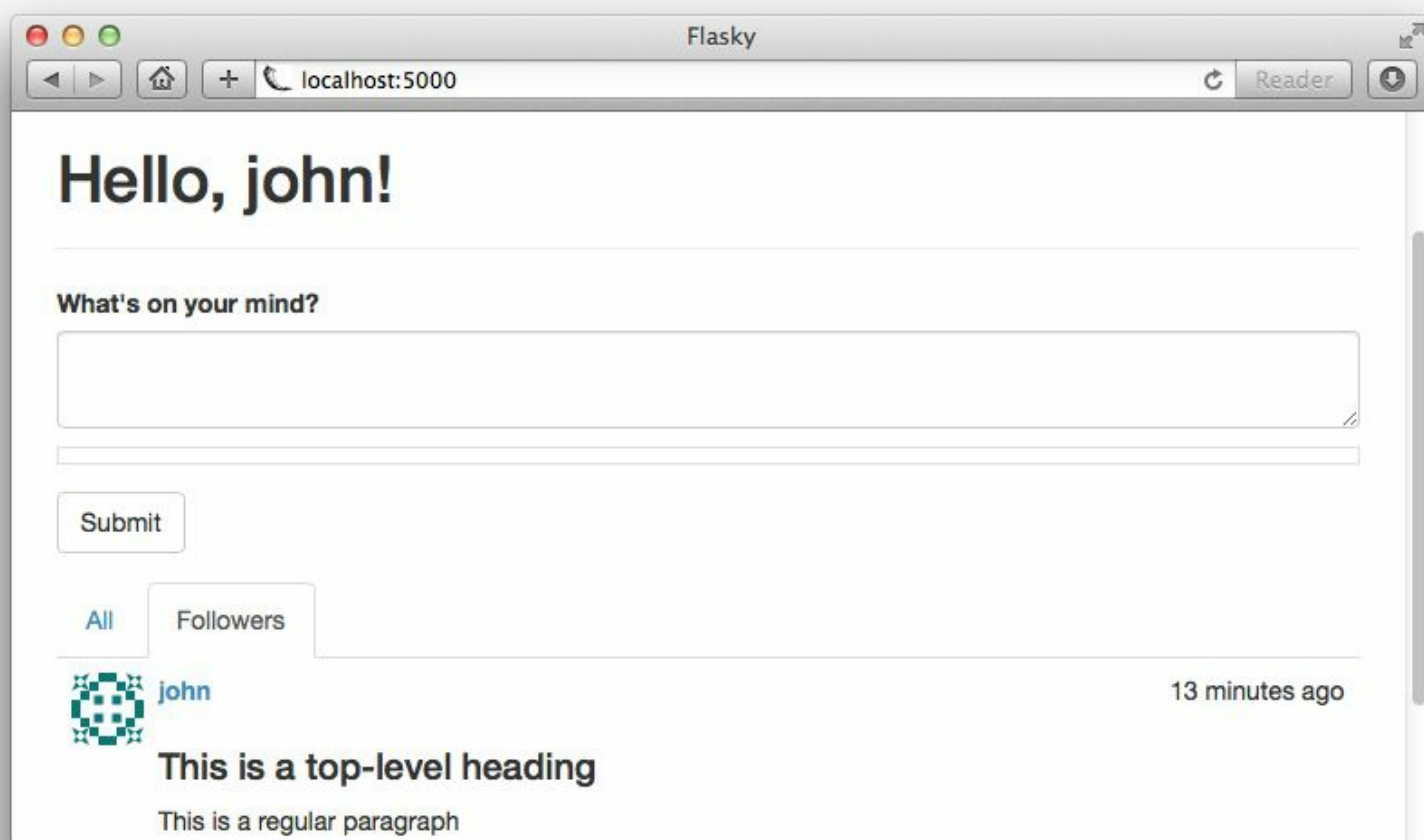 Flasky
localhost:5000
Reader
Hello, john!
What's on your mind?
Submit
All Followers
john 13 minutes ago
This is a top-level heading
This is a regular paragraph